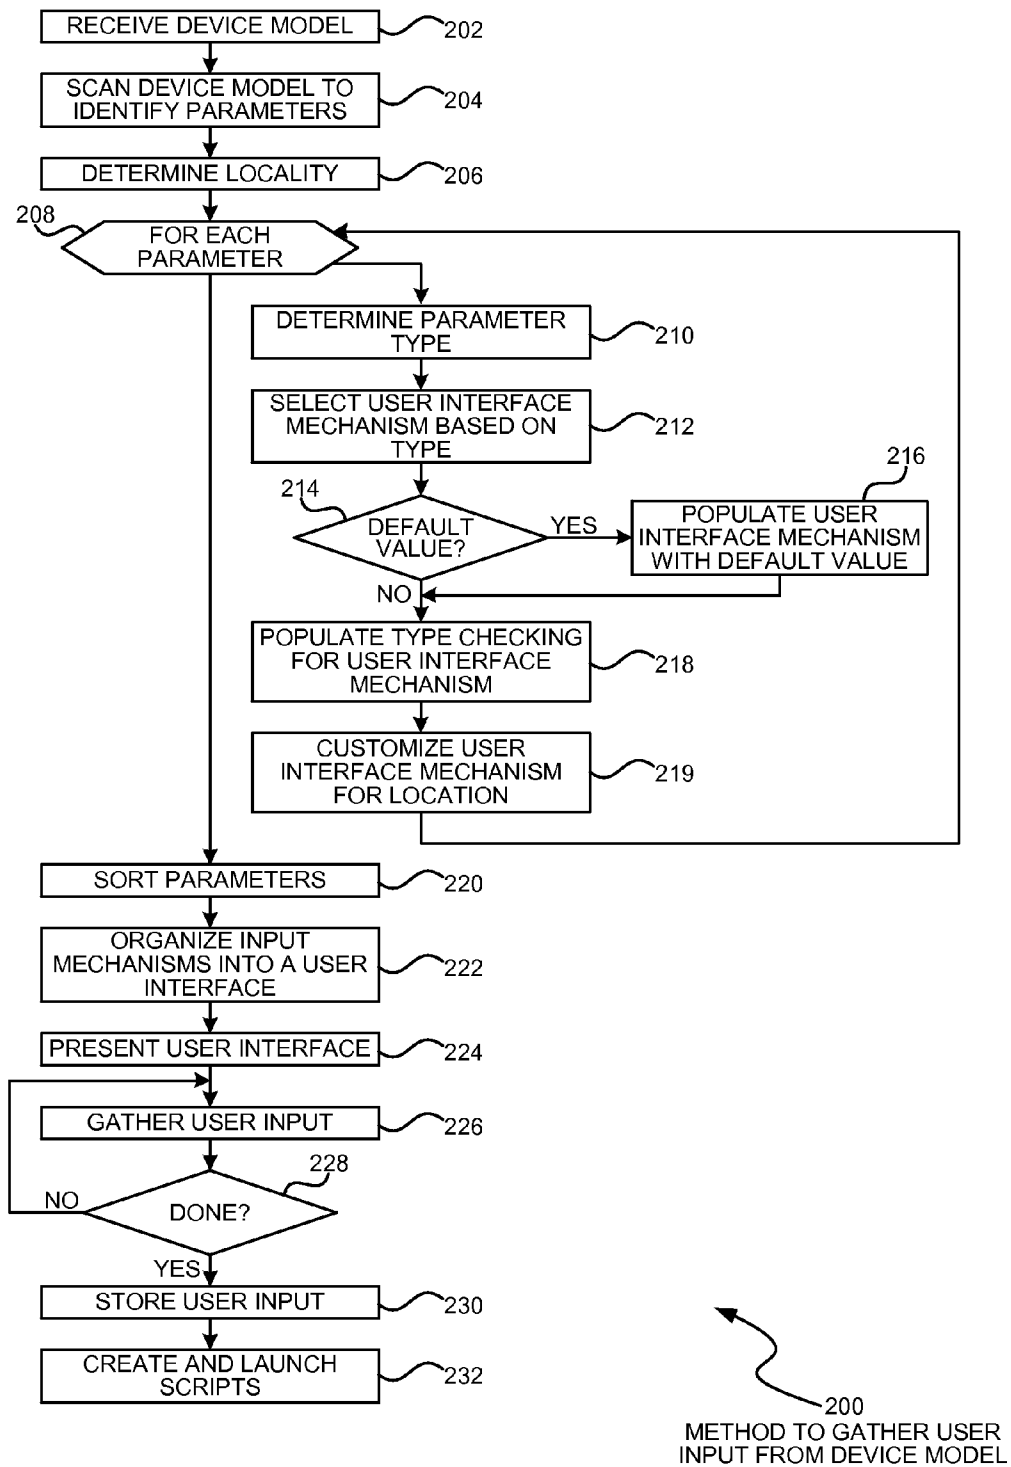 RECEIVE DEVICE MODEL
202
SCAN DEVICE MODEL TO
IDENTIFY PARAMETERS
204
DETERMINE LOCALITY
206
208
FOR EACH
PARAMETER
DETERMINE PARAMETER
TYPE
210
SELECT USER INTERFACE
MECHANISM BASED ON
TYPE
212
214
DEFAULT
VALUE?
YES
216
POPULATE USER
INTERFACE MECHANISM
WITH DEFAULT VALUE
NO
POPULATE TYPE CHECKING
FOR USER INTERFACE
MECHANISM
218
CUSTOMIZE USER
INTERFACE MECHANISM
FOR LOCATION
219
SORT PARAMETERS
220
ORGANIZE INPUT
MECHANISMS INTO A USER
INTERFACE
222
PRESENT USER INTERFACE
224
GATHER USER INPUT
226
228
DONE?
NO
YES
STORE USER INPUT
230
CREATE AND LAUNCH
SCRIPTS
232
200
METHOD TO GATHER USER
INPUT FROM DEVICE MODEL